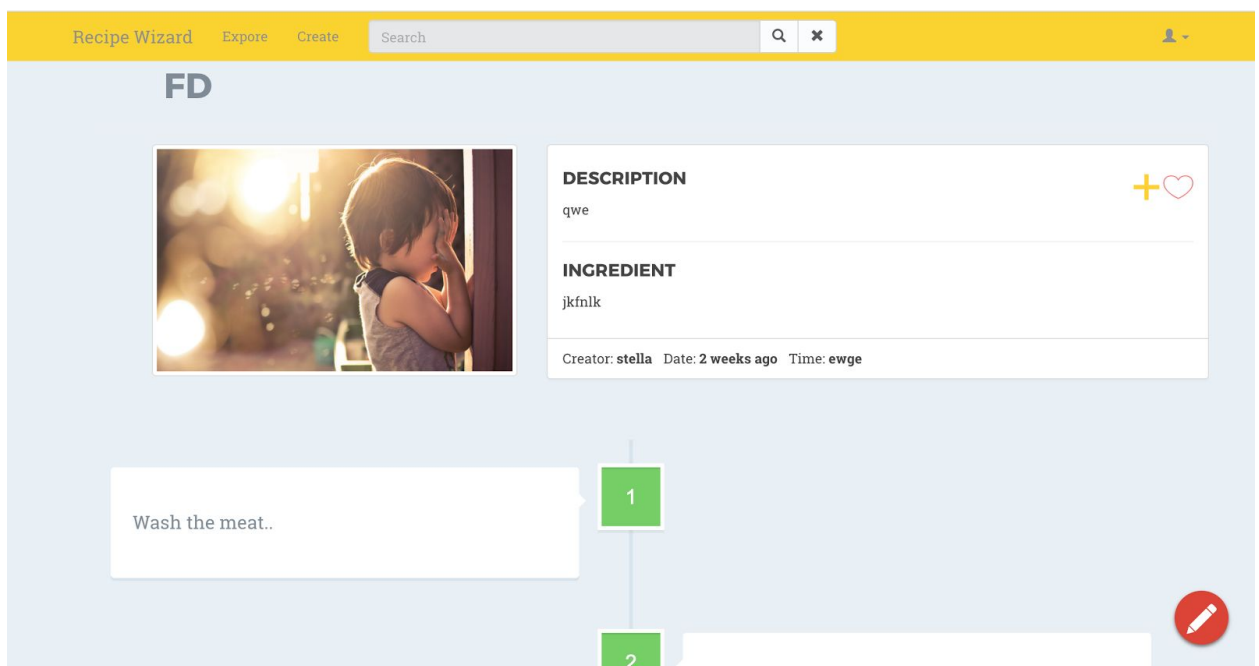 Recipe Wizard Expore Create Search
FD
DESCRIPTION
qwe
INGREDIENT
jkfnlk
Creator: stella Date: 2 weeks ago Time: ewge
1
Wash the meat..
2